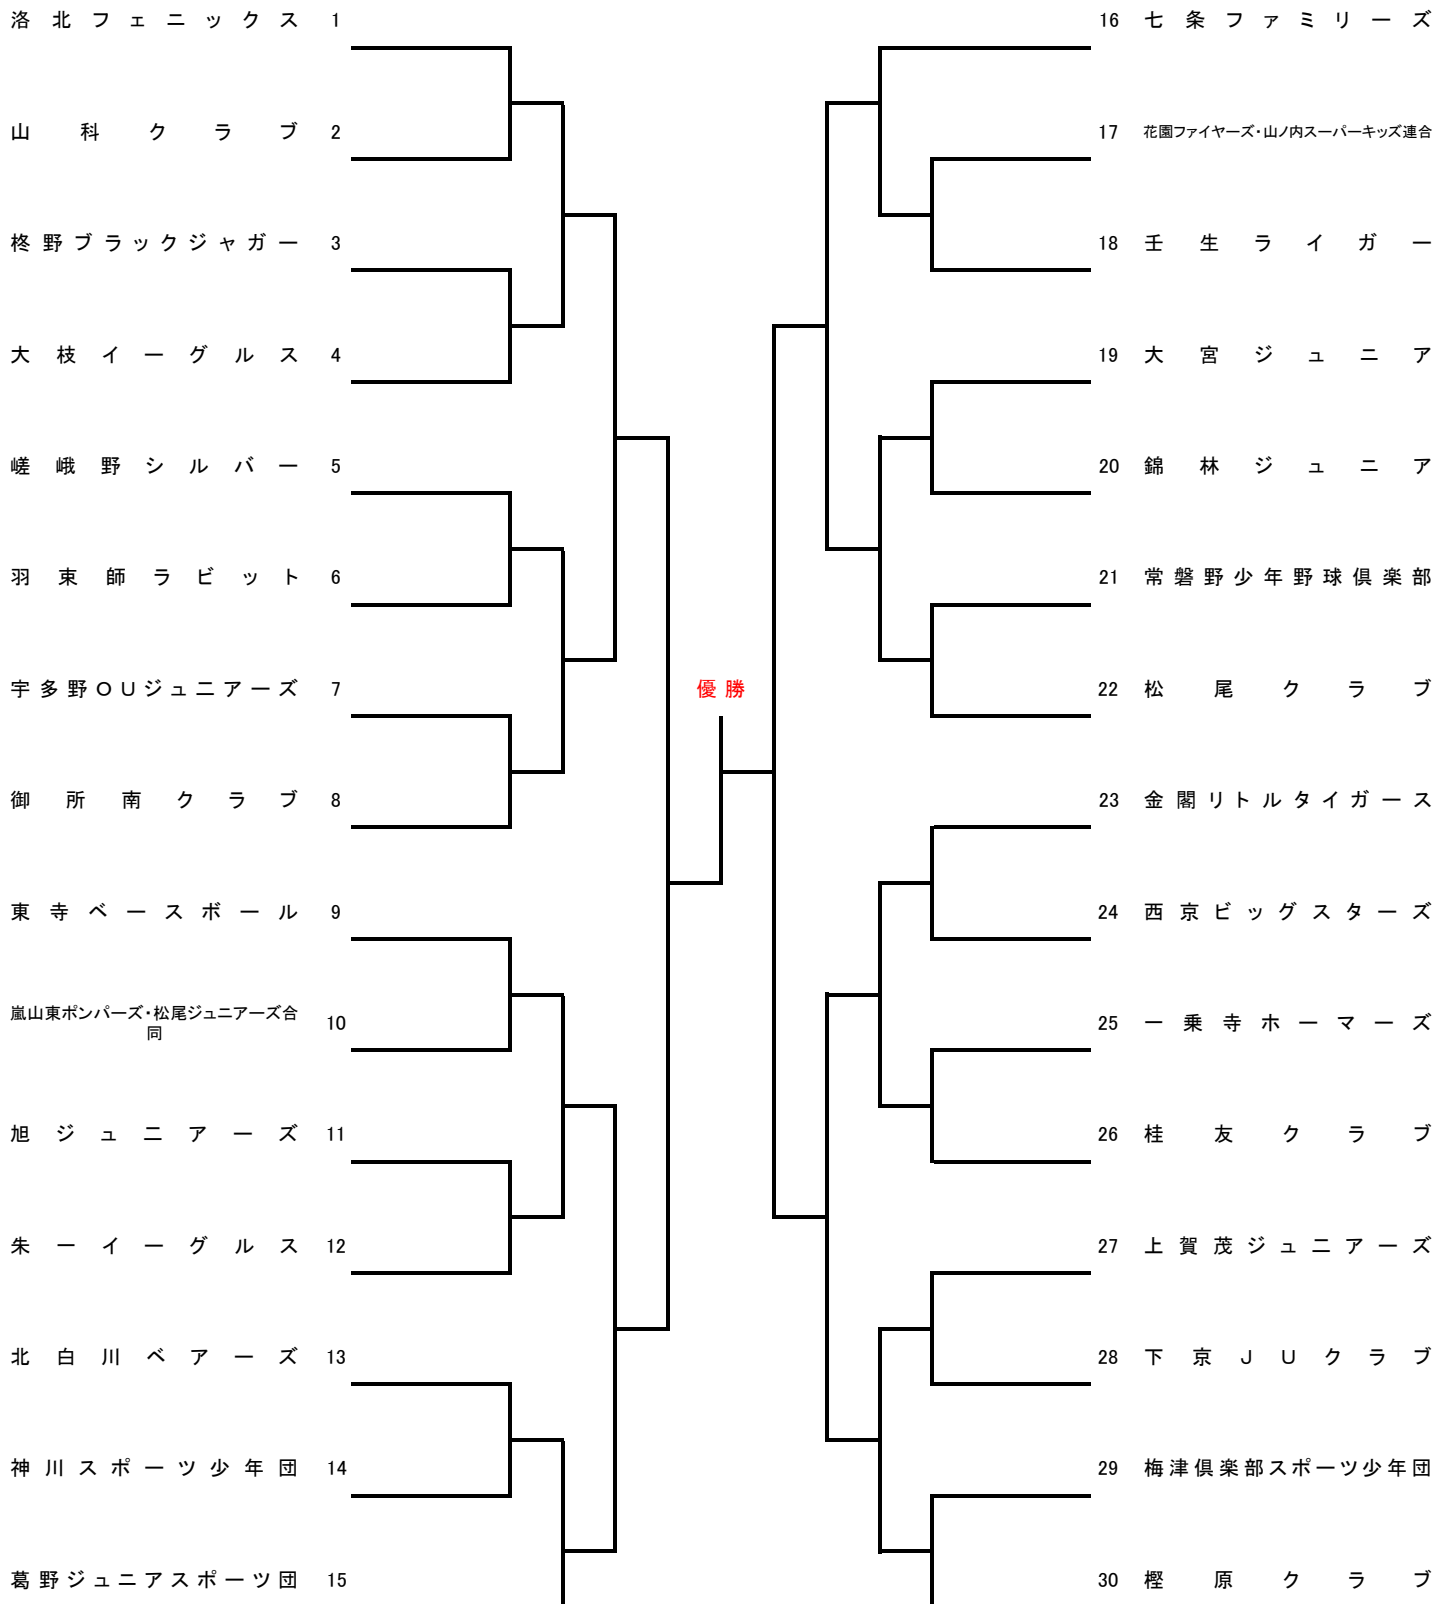 洛北フェニックス 1
山科クラブ 2
柊野ブラックジャガー 3
大枝イーグルス 4
嵯峨野シルバー 5
羽束師ラビット 6
宇多野OUジュニアーズ 7
御所南クラブ 8
東寺ベースボール 9
嵐山東ポンパーズ・松尾ジュニアーズ合
同 10
旭ジュニアーズ 11
朱一イーグルス 12
北白川ベアーズ 13
神川スポーツ少年団 14
葛野ジュニアスポーツ団 15
優勝
16 七条ファミリーズ
17 花園ファイヤーズ・山ノ内スーパーキッズ連合
18 壬生ライガー
19 大宮ジュニア
20 錦林ジュニア
21 常磐野少年野球倶楽部
22 松尾クラブ
23 金閣リトルタイガース
24 西京ビッグスターズ
25 一乗寺ホーマーズ
26 桂友クラブ
27 上賀茂ジュニアーズ
28 下京JUクラブ
29 梅津倶楽部スポーツ少年団
30 樫原クラブ